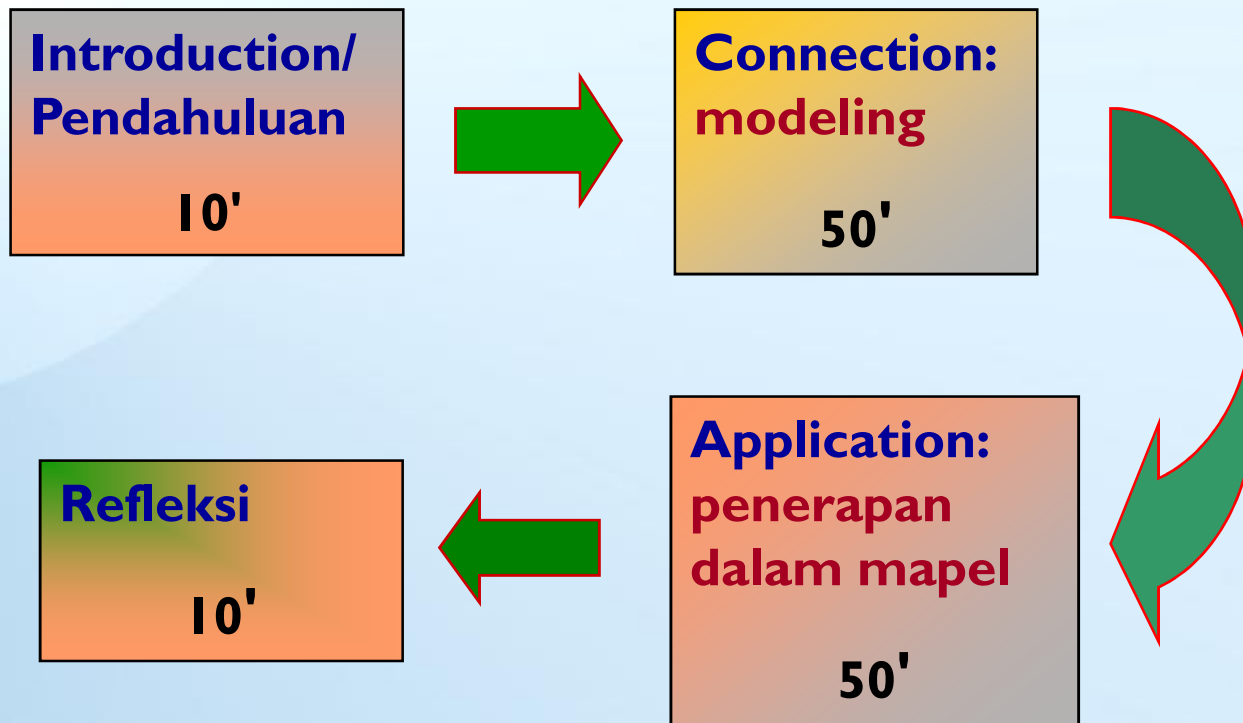 Introduction/
Pendahuluan
10'
Connection:
modeling
50'
Application:
penerapan
dalam mapel
50'
Refleksi
10'